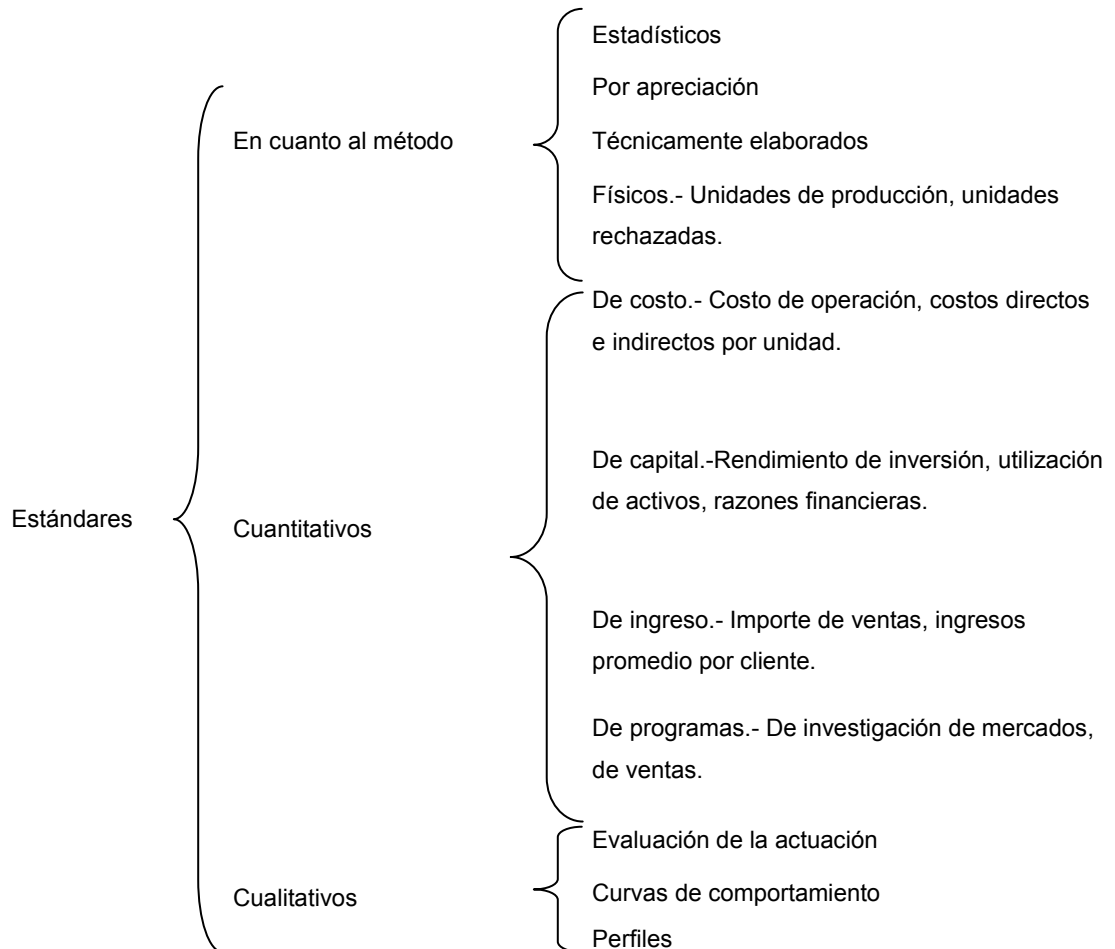 Estándares
En cuanto al método
Estadísticos
Por apreciación
Técnicamente elaborados
Físicos.- Unidades de producción, unidades
rechazadas.
Cuantitativos
De costo.- Costo de operación, costos directos
e indirectos por unidad.
De capital.-Rendimiento de inversión, utilización
de activos, razones financieras.
De ingreso.- Importe de ventas, ingresos
promedio por cliente.
De programas.- De investigación de mercados,
de ventas.
Cualitativos
Evaluación de la actuación
Curvas de comportamiento
Perfiles